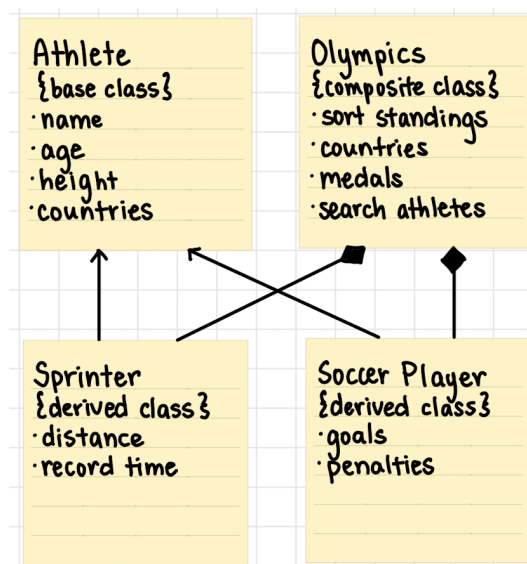 Athlete
{base class}
·name
·age
·height
·countries
Olympics
{composite class}
·sort standings
·countries
·medals
·search athletes
Sprinter
{derived class}
·distance
·record time
Soccer Player
{derived class}
·goals
·penalties